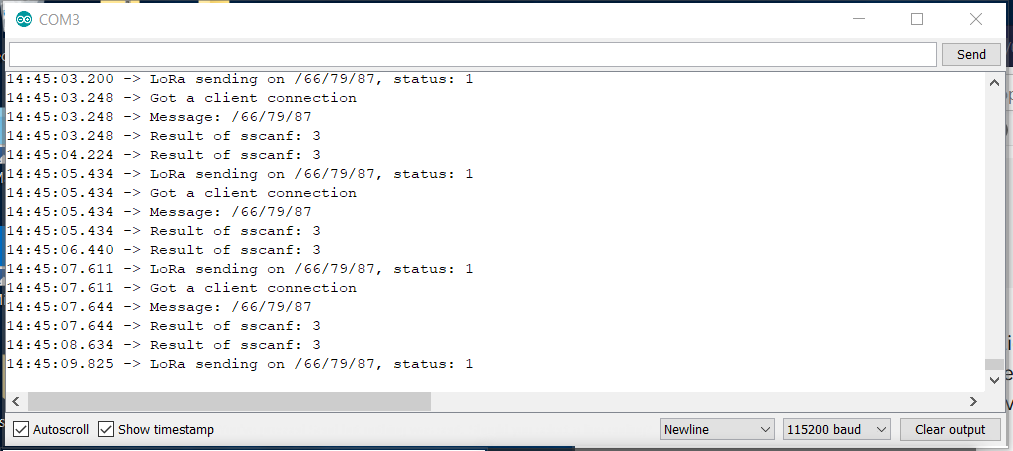 COM3
Send
14:45:03.200 -> LoRa sending on /66/79/87, status: 1
14:45:03.248 -> Got a client connection
14:45:03.248 -> Message: /66/79/87
14:45:03.248 -> Result of sscanf: 3
14:45:04.224 -> Result of sscanf: 3
14:45:05.434 -> LoRa sending on /66/79/87, status: 1
14:45:05.434 -> Got a client connection
14:45:05.434 -> Message: /66/79/87
14:45:05.434 -> Result of sscanf: 3
14:45:06.440 -> Result of sscanf: 3
14:45:07.611 -> LoRa sending on /66/79/87, status: 1
14:45:07.611 -> Got a client connection
14:45:07.644 -> Message: /66/79/87
14:45:07.644 -> Result of sscanf: 3
14:45:08.634 -> Result of sscanf: 3
14:45:09.825 -> LoRa sending on /66/79/87, status: 1
Autoscroll Show timestamp Newline 115200 baud Clear output